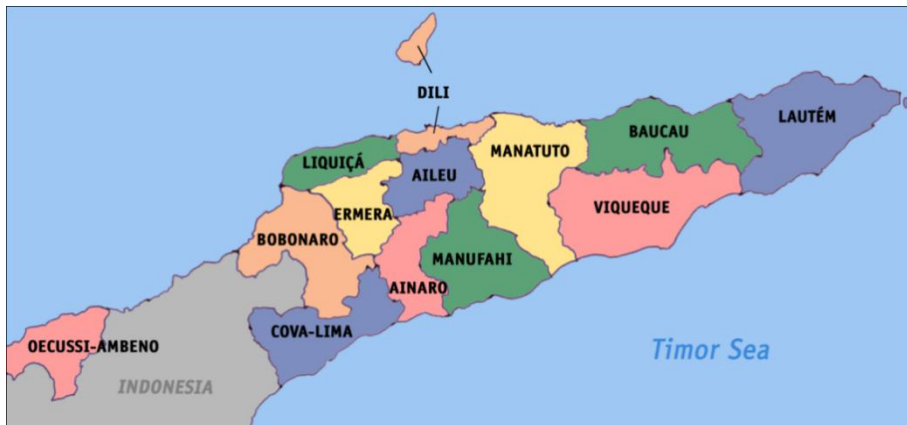 DILI
LAUTÉM
BAUCAU
MANATUTO
LIQUIÇÁ
AILEU
VIQUEQUE
ERMERA
BOBONARO
MANUFAHI
AINARO
COVA-LIMA
OECUSSI-AMBENO
Timor Sea
INDONESIA